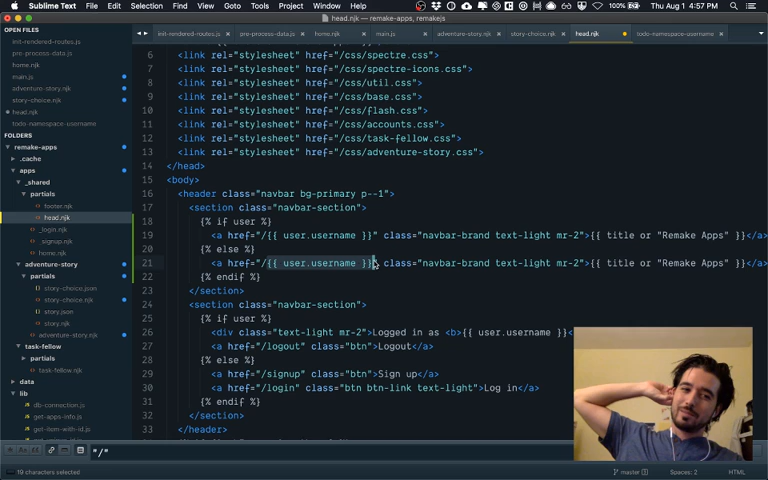 Sublime Text File Edit Selection Find View Goto Tools Project Window Help
100% Thu Aug 1 4:57 PM
head.njk — remake-apps, remakejs
OPEN FILES
init-rendered-routes.js
pre-process-data.js
home.njk
main.js
adventure-story.njk
story-choice.njk
head.njk
todo-namespace-username
FOLDERS
remake-apps
.cache
apps
_shared
partials
footer.njk
head.njk
_login.njk
signup.njk
home.njk
adventure-story
partials
story-choice.json
story-choice.njk
story.json
story.njk
adventure-story.njk
task-fellow
partials
task-fellow.njk
data
lib
db-connection.js
get-apps-info.js
get-item-with-id.js
init-rendered-routes.js pre-process-data.js home.njk main.js adventure-story.njk story-choice.njk head.njk todo-namespace-username
6 <link rel="stylesheet" href="/css/spectre.css">
7 <link rel="stylesheet" href="/css/spectre-icons.css">
8 <link rel="stylesheet" href="/css/util.css">
9 <link rel="stylesheet" href="/css/base.css">
10 <link rel="stylesheet" href="/css/flash.css">
11 <link rel="stylesheet" href="/css/accounts.css">
12 <link rel="stylesheet" href="/css/task-fellow.css">
13 <link rel="stylesheet" href="/css/adventure-story.css">
14 </head>
15 <body>
16 <header class="navbar bg-primary p--1">
17 <section class="navbar-section">
18 {% if user %}
19 <a href="/{{ user.username }}" class="navbar-brand text-light mr-2">{{ title or "Remake Apps" }}</a>
20 {% else %}
21 <a href="/{{ user.username }}" class="navbar-brand text-light mr-2">{{ title or "Remake Apps" }}</a>
22 {% endif %}
23 </section>
24 <section class="navbar-section">
25 {% if user %}
26 <div class="text-light mr-2">Logged in as <b>{{ user.username }}<
27 <a href="/logout" class="btn">Logout</a>
28 {% else %}
29 <a href="/signup" class="btn">Sign up</a>
30 <a href="/login" class="btn btn-link text-light">Log in</a>
31 {% endif %}
32 </section>
33 </header>
"/"
19 characters selected
master Spaces: 2 HTML